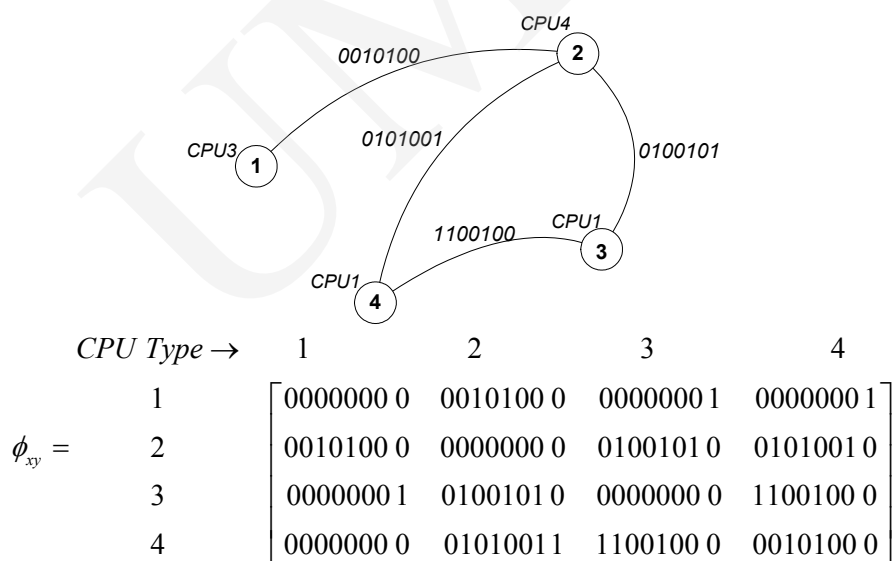 CPU4
2
0010100
0101001
0100101
CPU3
1
CPU1
3
1100100
CPU1
4
CPU Type → 1 2 3 4
1 0000000 0 0010100 0 0000000 1 0000000 1
ϕxy = 2 0010100 0 0000000 0 0100101 0 0101001 0
3 0000000 1 0100101 0 0000000 0 1100100 0
4 0000000 0 0101001 1 1100100 0 0010100 0